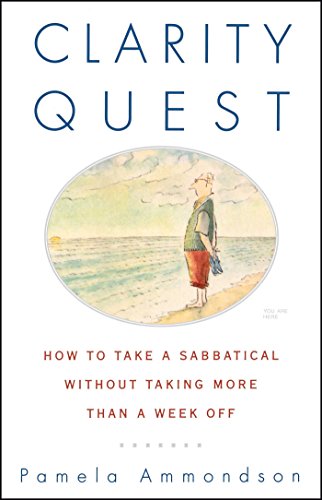 CLARITY
QUEST
YOU ARE
HERE
HOW TO TAKE A SABBATICAL
WITHOUT TAKING MORE
THAN A WEEK OFF
Pamela Ammondson